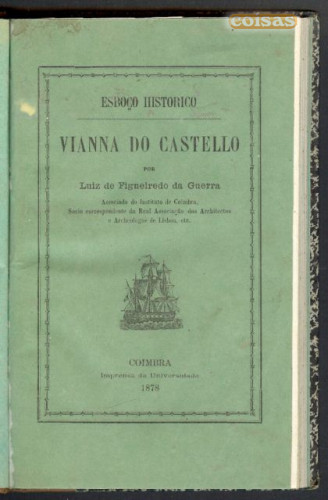 coisas
ESBOÇO HISTORICO
VIANNA DO CASTELLO
POR
Luiz de Figueiredo da Guerra
Associado do Instituto de Coimbra,
Socio correspondente da Real Associação dos Architectos
e Archeologos de Lisboa, etc.
COIMBRA
Imprensa da Universidade
1878